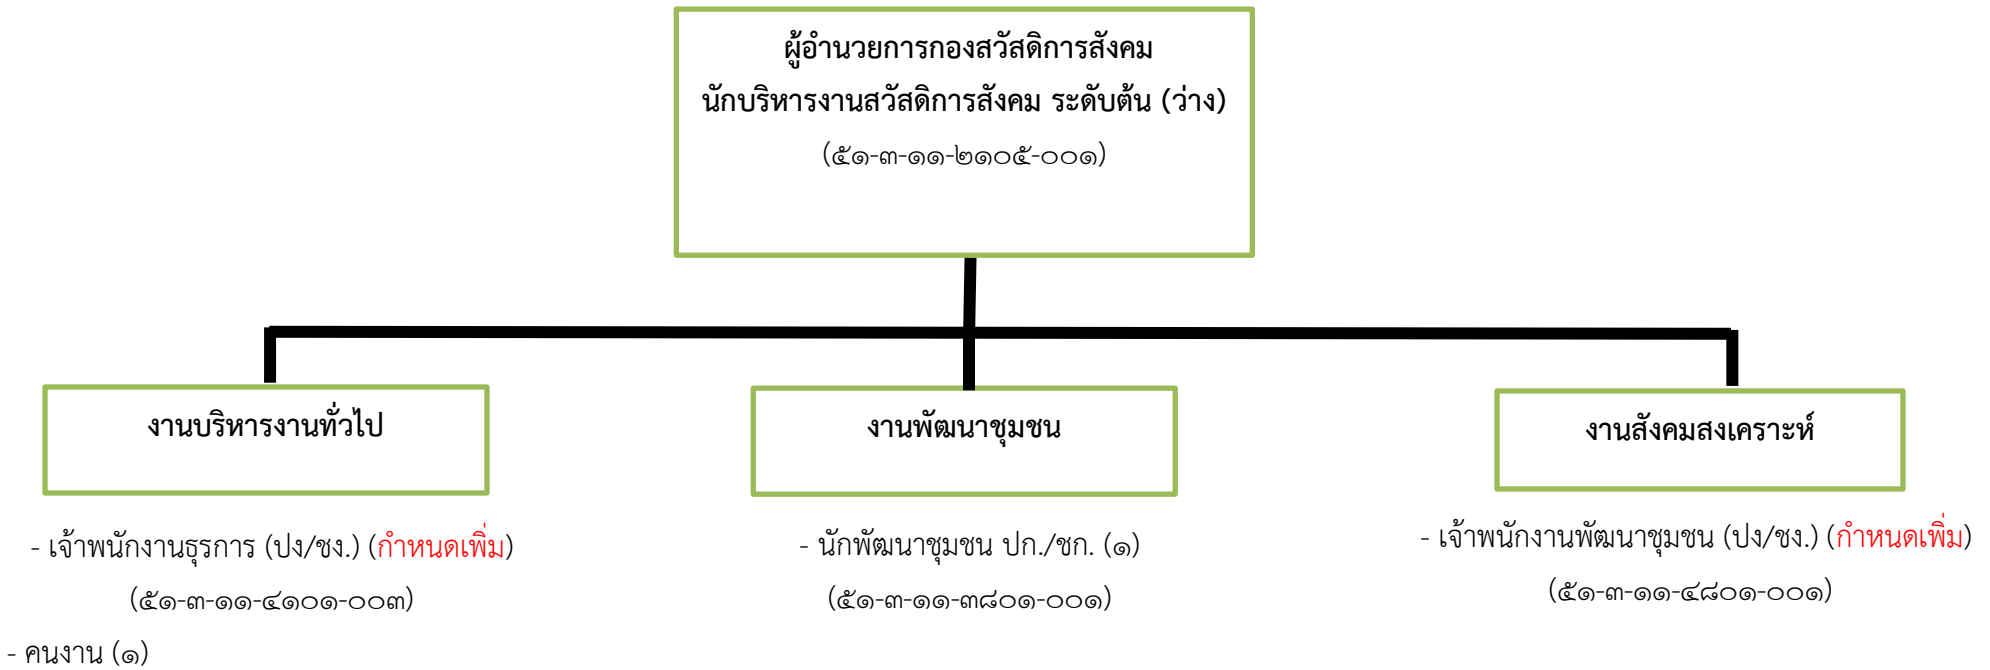 ผู้อำนวยการกองสวัสดิการสังคม
นักบริหารงานสวัสดิการสังคม ระดับต้น (ว่าง)
(๕๑-๓-๑๑-๒๑๐๕-๐๐๑)
งานบริหารงานทั่วไป
- เจ้าพนักงานธุรการ (ปง/ชง.) (กำหนดเพิ่ม)
(๕๑-๓-๑๑-๔๑๐๑-๐๐๓)
- คนงาน (๑)
งานพัฒนาชุมชน
- นักพัฒนาชุมชน ปก./ชก. (๑)
(๕๑-๓-๑๑-๓๘๐๑-๐๐๑)
งานสังคมสงเคราะห์
- เจ้าพนักงานพัฒนาชุมชน (ปง/ชง.) (กำหนดเพิ่ม)
(๕๑-๓-๑๑-๔๘๐๑-๐๐๑)